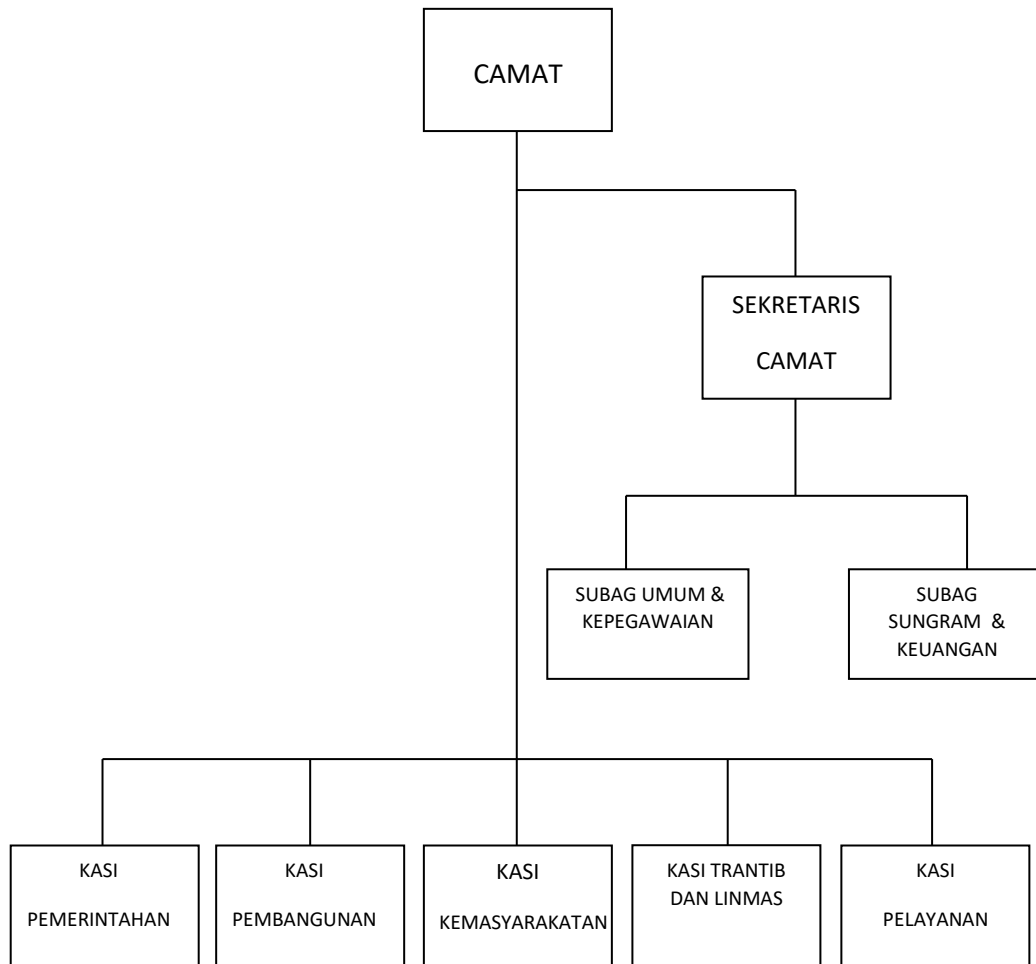 CAMAT
SEKRETARIS
CAMAT
SUBAG UMUM &
KEPEGAWAIAN
SUBAG
SUNGRAM &
KEUANGAN
KASI
PEMERINTAHAN
KASI
PEMBANGUNAN
KASI
KEMASYARAKATAN
KASI TRANTIB
DAN LINMAS
KASI
PELAYANAN